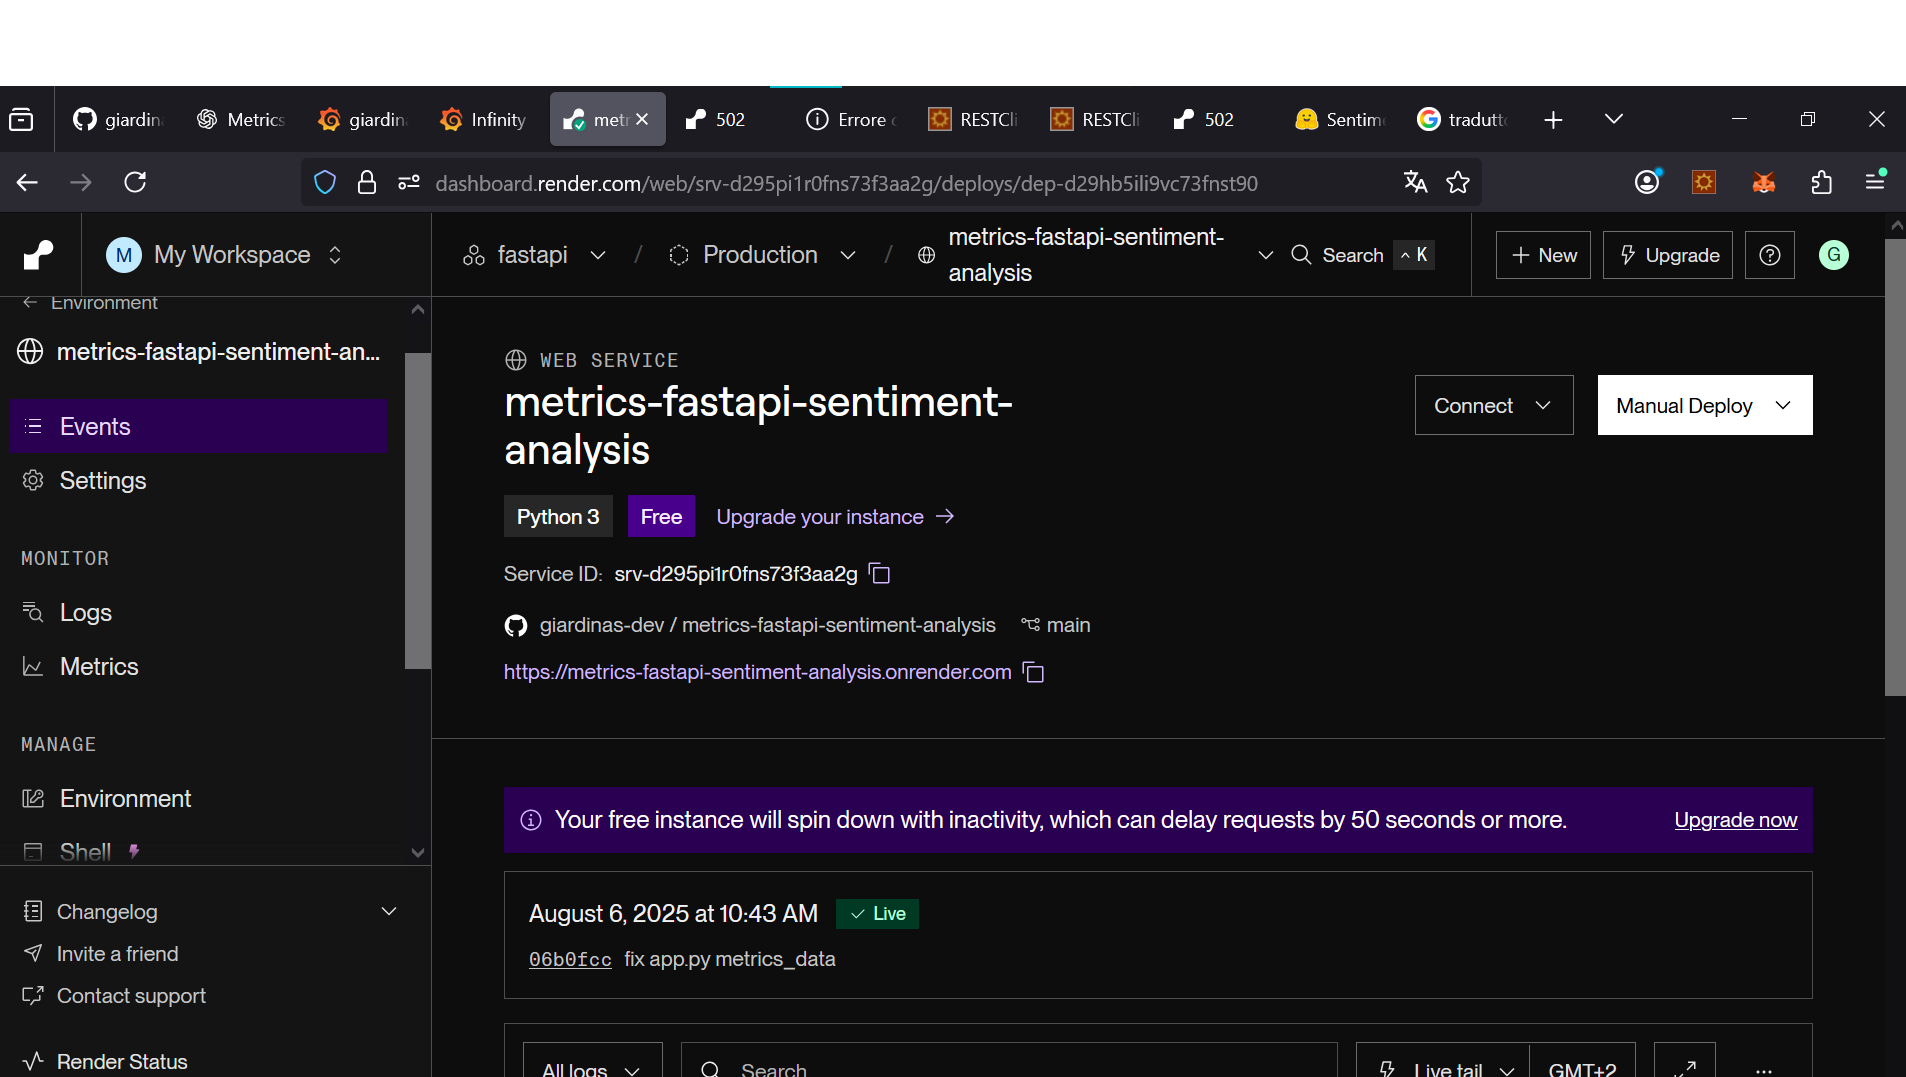 giardin
Metrics
giardin
Infinity
metr
502
Errore
RESTCli
RESTCli
502
Sentim
tradutt
dashboard.render.com/web/srv-d295pi1r0fns73f3aa2g/deploys/dep-d29hb5ili9vc73fnst90
M My Workspace
fastapi / Production / metrics-fastapi-sentiment-
analysis
Search ^ K
+ New
Upgrade
G
Environment
metrics-fastapi-sentiment-an...
Events
Settings
MONITOR
Logs
Metrics
MANAGE
Environment
Shell
Changelog
Invite a friend
Contact support
Render Status
WEB SERVICE
metrics-fastapi-sentiment-
analysis
Connect
Manual Deploy
Python 3 Free Upgrade your instance →
Service ID: srv-d295pi1r0fns73f3aa2g
giardinas-dev / metrics-fastapi-sentiment-analysis main
https://metrics-fastapi-sentiment-analysis.onrender.com
Your free instance will spin down with inactivity, which can delay requests by 50 seconds or more. Upgrade now
August 6, 2025 at 10:43 AM Live
06b0fcc fix app.py metrics_data
All logs Search Live tail GMT+2